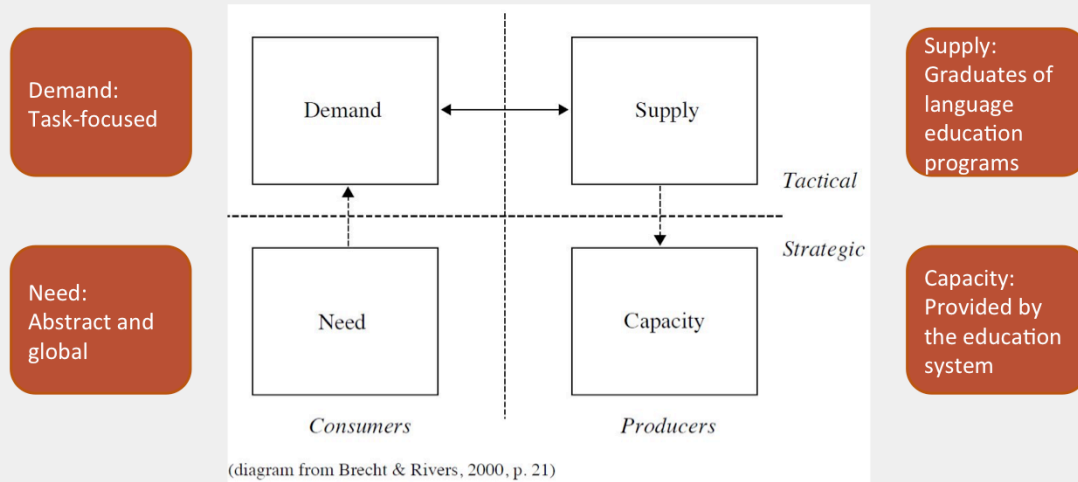 Demand:
Task-focused
Need:
Abstract and
global
Demand
Supply
Tactical
Strategic
Need
Capacity
Consumers
Producers
(diagram from Brecht & Rivers, 2000, p. 21)
Supply:
Graduates of
language
education
programs
Capacity:
Provided by
the education
system